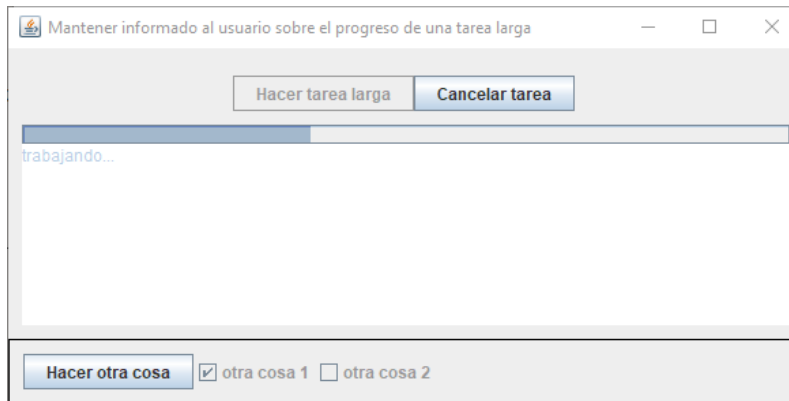 Mantener informado al usuario sobre el progreso de una tarea larga
Hacer tarea larga Cancelar tarea
trabajando...
Hacer otra cosa otra cosa 1 otra cosa 2